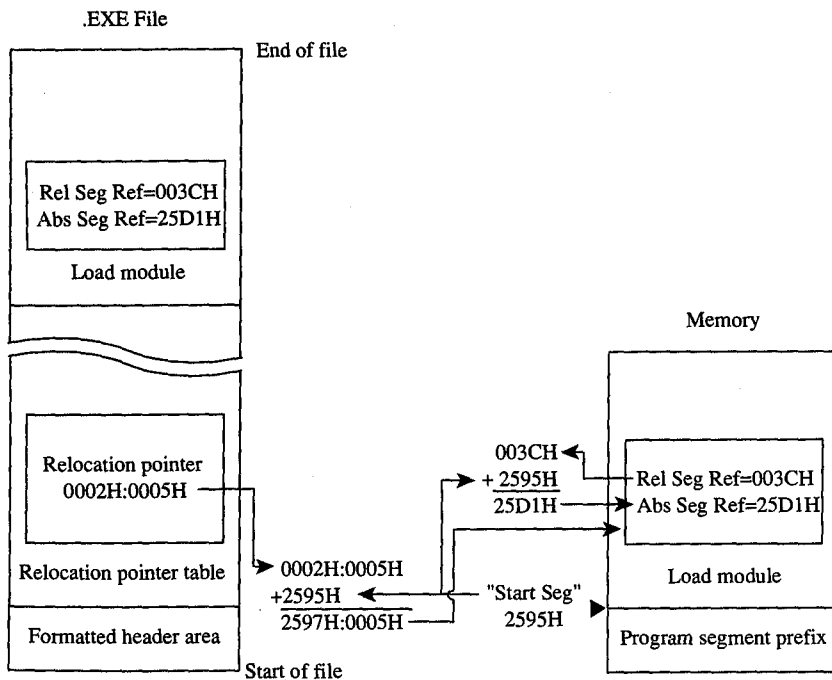 .EXE File
End of file
Rel Seg Ref=003CH
Abs Seg Ref=25D1H
Load module
Relocation pointer
0002H:0005H
Relocation pointer table
Formatted header area
Start of file
0002H:0005H
+2595H
2597H:0005H
003CH
+ 2595H
25D1H
"Start Seg"
2595H
Memory
Rel Seg Ref=003CH
Abs Seg Ref=25D1H
Load module
Program segment prefix